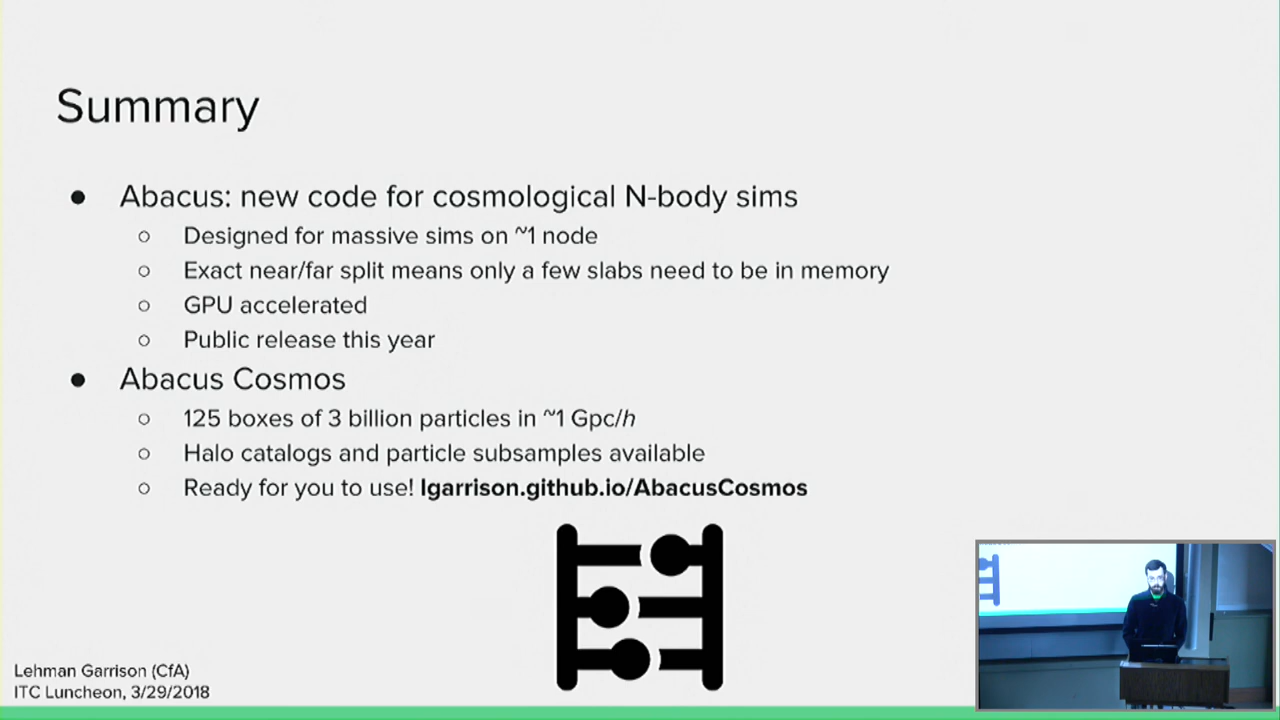 Summary
● Abacus: new code for cosmological N-body sims
○ Designed for massive sims on ~1 node
○ Exact near/far split means only a few slabs need to be in memory
○ GPU accelerated
○ Public release this year
● Abacus Cosmos
○ 125 boxes of 3 billion particles in ~1 Gpc/h
○ Halo catalogs and particle subsamples available
○ Ready for you to use! lgarrison.github.io/AbacusCosmos
Lehman Garrison (CfA)
ITC Luncheon, 3/29/2018